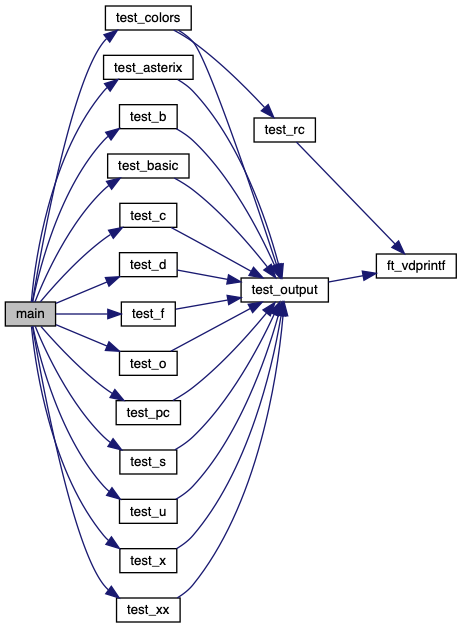 test_colors
test_asterix
test_b
test_rc
test_basic
test_c
test_d
ft_vdprintf
test_output
main
test_f
test_o
test_pc
test_s
test_u
test_x
test_xx